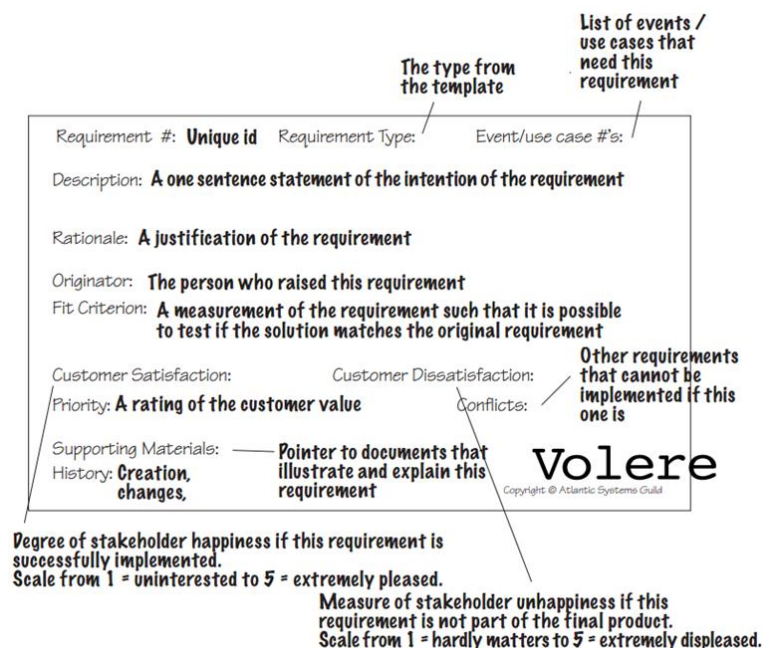 List of events /
use cases that
need this
requirement
The type from
the template
Requirement #: Unique id Requirement Type: Event/use case #'s:
Description: A one sentence statement of the intention of the requirement
Rationale: A justification of the requirement
Originator: The person who raised this requirement
Fit Criterion: A measurement of the requirement such that it is possible
to test if the solution matches the original requirement
Other requirements
that cannot be
implemented if this
one is
Customer Satisfaction: Customer Dissatisfaction:
Priority: A rating of the customer value Conflicts:
Supporting Materials: Pointer to documents that
illustrate and explain this
requirement
History: Creation,
changes,
Volere
Copyright © Atlantic Systems Guild
Degree of stakeholder happiness if this requirement is
successfully implemented.
Scale from 1 = uninterested to 5 = extremely pleased.
Measure of stakeholder unhappiness if this
requirement is not part of the final product.
Scale from 1 = hardly matters to 5 = extremely displeased.